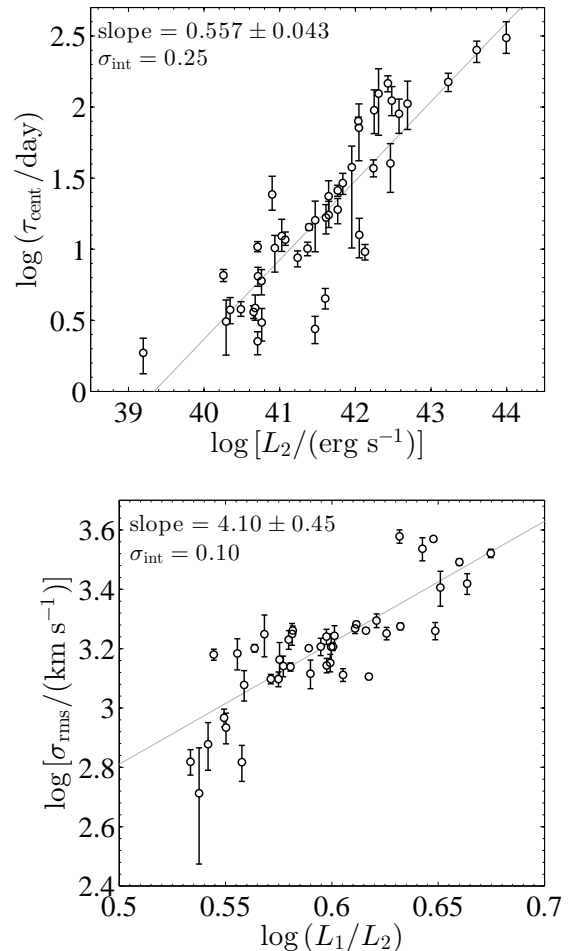 2.5
2
1.5
1
0.5
0
log (τcent/day)
slope = 0.557 ± 0.043
σint = 0.25
39 40 41 42 43 44
log [L2/(erg s−1)]
3.6
3.4
3.2
3
2.8
2.6
2.4
log [σrms/(km s−1)]
slope = 4.10 ± 0.45
σint = 0.10
0.5 0.55 0.6 0.65 0.7
log (L1/L2)